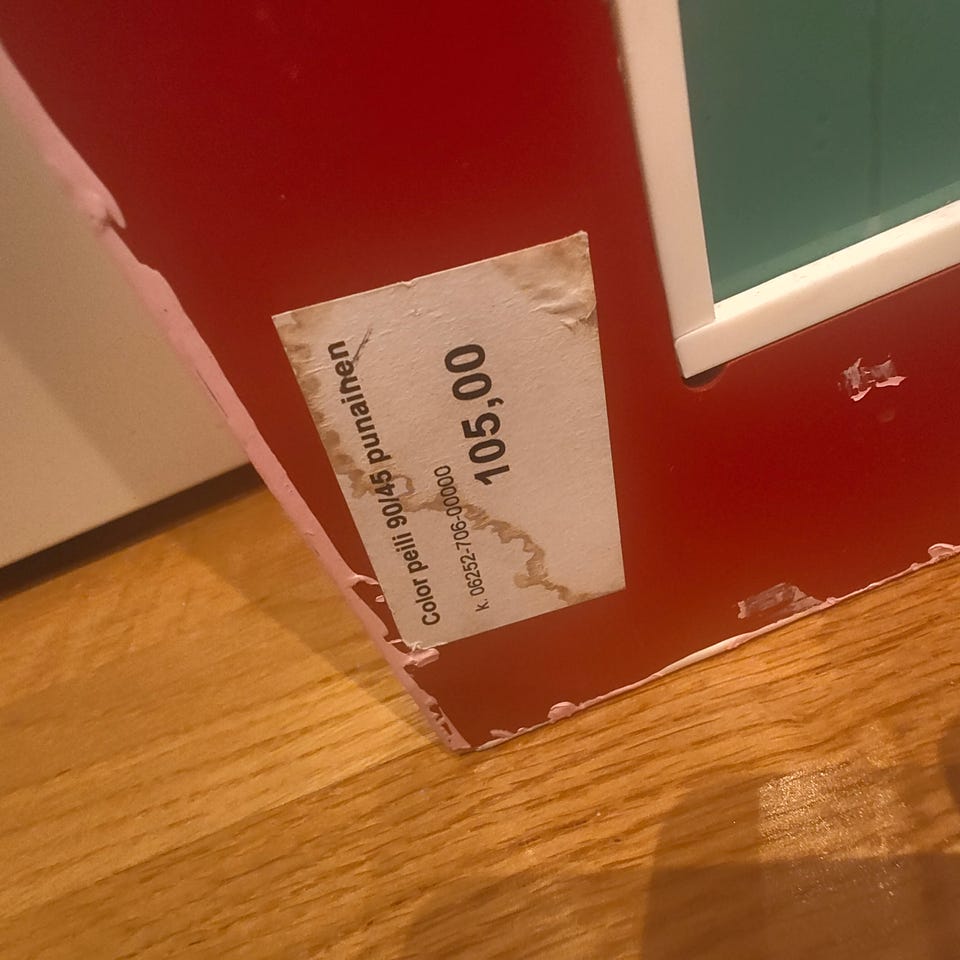 Color peili 90/45 punainen
k. 06252-706-00000
105,00